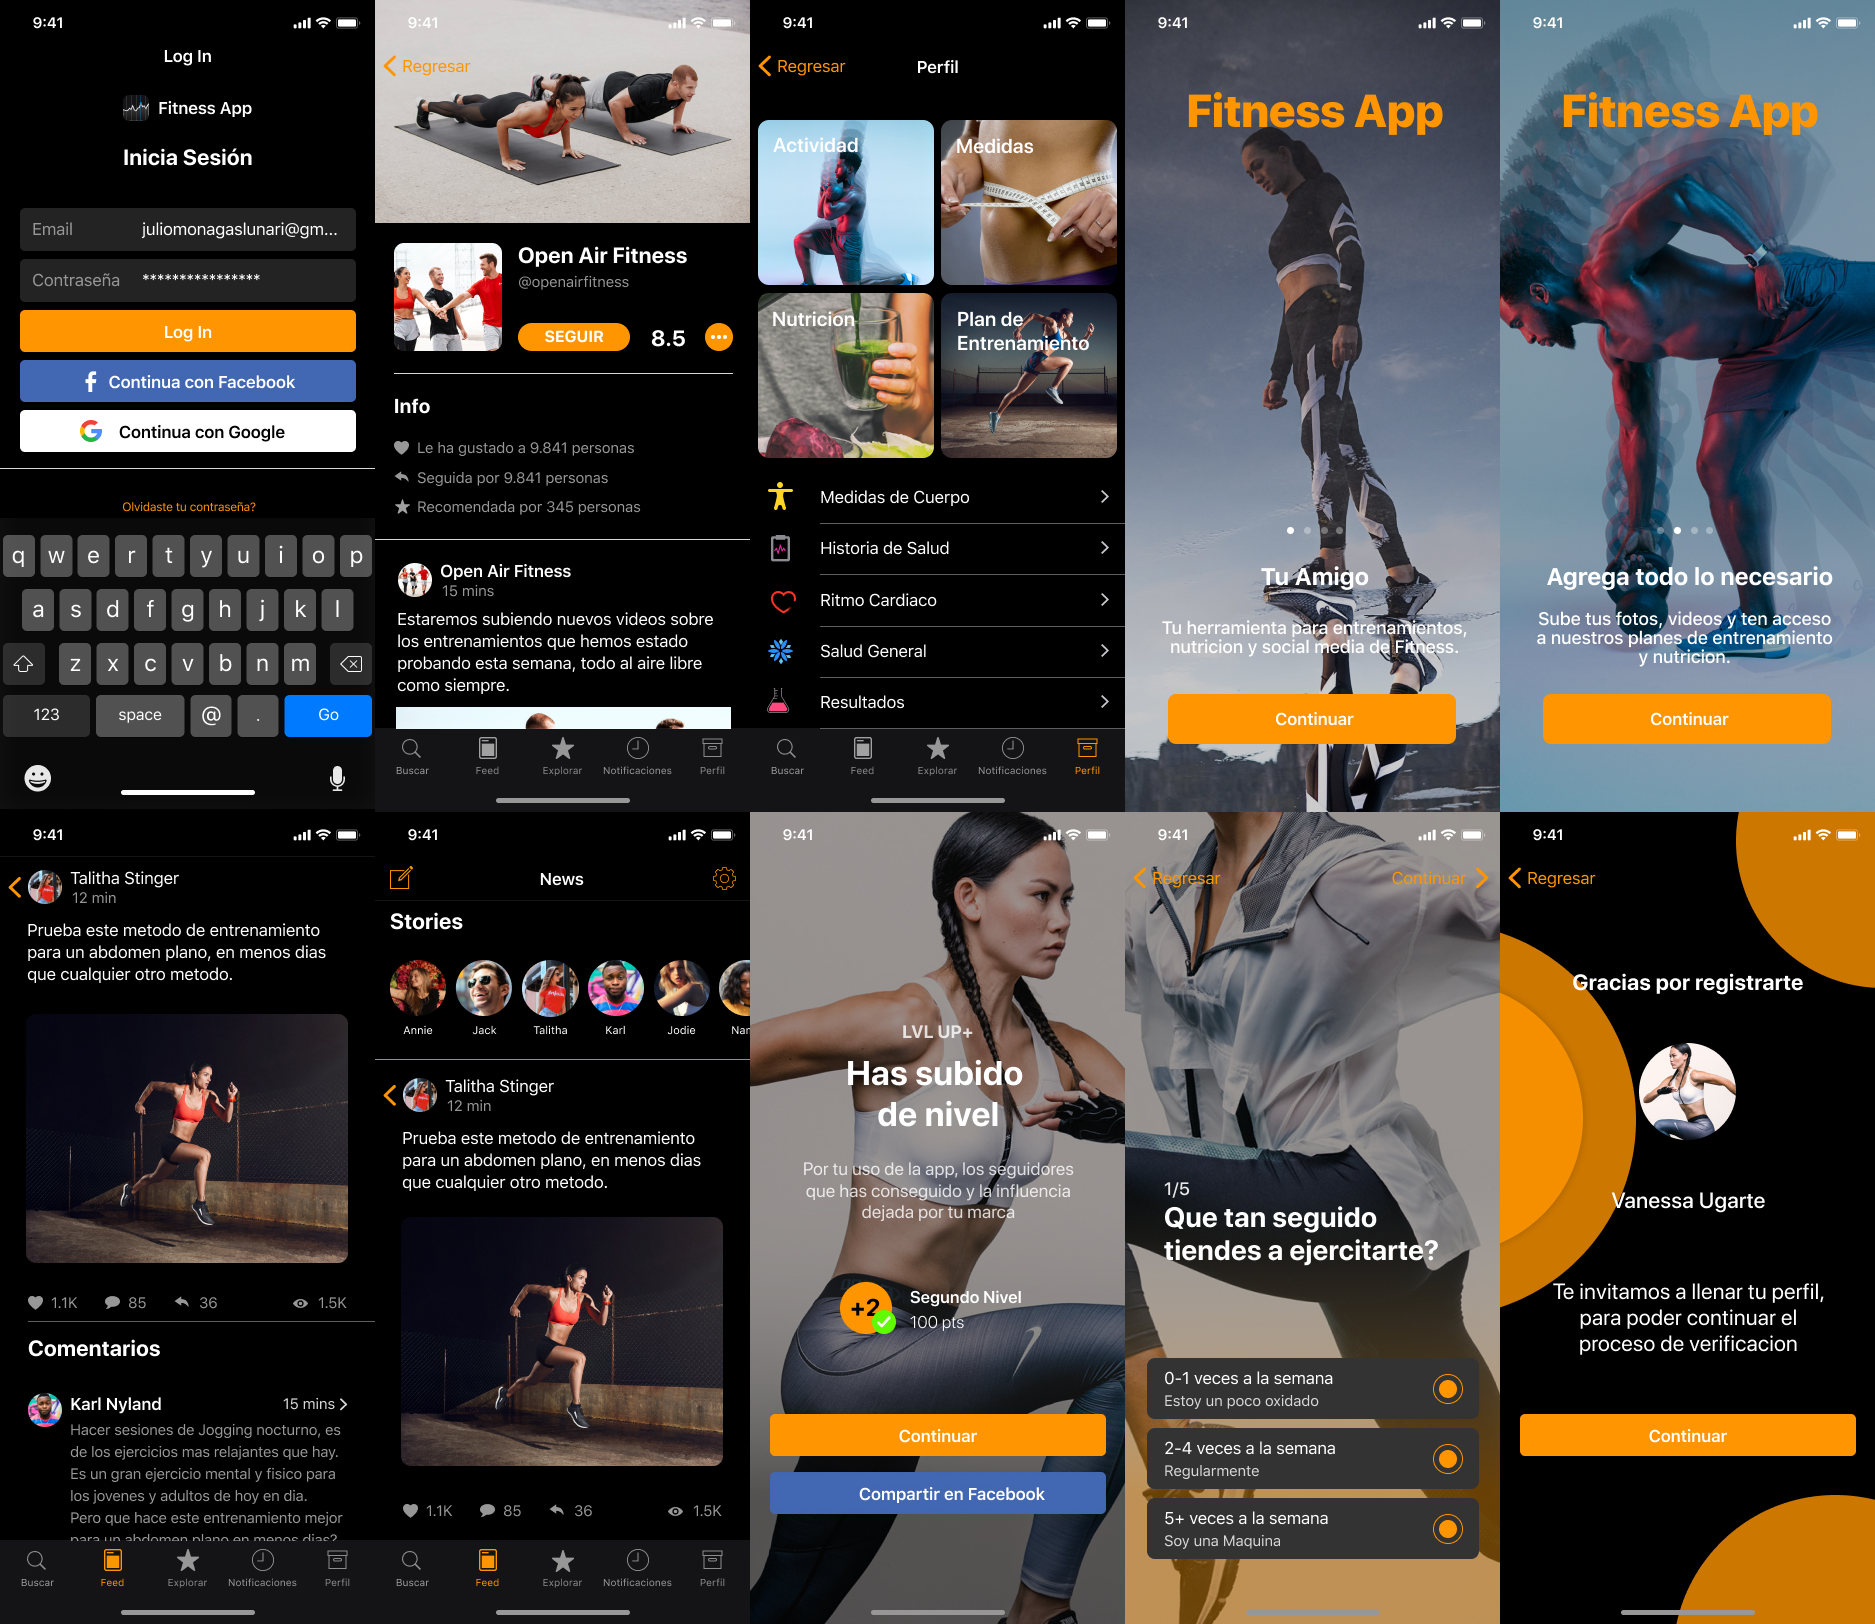 9:41
Log In
Fitness App
Inicia Sesión
Email juliomonagaslunari@gm...
Contraseña ****************
Log In
Continua con Facebook
Continua con Google
Olvidaste tu contraseña?
q w e r t y u i o p
a s d f g h j k l
z x c v b n m
123 space @ . Go
9:41
Regresar
Open Air Fitness
@openairfitness
SEGUIR 8.5
Info
Le ha gustado a 9.841 personas
Seguida por 9.841 personas
Recomendada por 345 personas
Open Air Fitness
15 mins
Estaremos subiendo nuevos videos sobre
los entrenamientos que hemos estado
probando esta semana, todo al aire libre
como siempre.
Buscar Feed Explorar Notificaciones Perfil
9:41
Regresar Perfil
Actividad Medidas
Nutricion Plan de
Entrenamiento
Medidas de Cuerpo
Historia de Salud
Ritmo Cardiaco
Salud General
Resultados
Buscar Feed Explorar Notificaciones Perfil
9:41
Fitness App
Tu Amigo
Tu herramienta para entrenamientos,
nutricion y social media de Fitness.
Continuar
9:41
Fitness App
Agrega todo lo necesario
Sube tus fotos, videos y ten acceso
a nuestros planes de entrenamiento
y nutricion.
Continuar
9:41
Talitha Stinger
12 min
Prueba este metodo de entrenamiento
para un abdomen plano, en menos dias
que cualquier otro metodo.
1.1K 85 36 1.5K
Comentarios
Karl Nyland 15 mins
Hacer sesiones de Jogging nocturno, es
de los ejercicios mas relajantes que hay.
Es un gran ejercicio mental y fisico para
los jovenes y adultos de hoy en dia.
Pero que hace este entrenamiento mejor
para un abdomen plano en menos dias?
Buscar Feed Explorar Notificaciones Perfil
9:41
News
Stories
Annie Jack Talitha Karl Jodie Nan
Talitha Stinger
12 min
Prueba este metodo de entrenamiento
para un abdomen plano, en menos dias
que cualquier otro metodo.
1.1K 85 36 1.5K
Buscar Feed Explorar Notificaciones Perfil
9:41
LVL UP+
Has subido
de nivel
Por tu uso de la app, los seguidores
que has conseguido y la influencia
dejada por tu marca
+2 Segundo Nivel
100 pts
Continuar
Compartir en Facebook
9:41
Regresar Continuar
1/5
Que tan seguido
tiendes a ejercitarte?
0-1 veces a la semana
Estoy un poco oxidado
2-4 veces a la semana
Regularmente
5+ veces a la semana
Soy una Maquina
9:41
Regresar
Gracias por registrarte
Vanessa Ugarte
Te invitamos a llenar tu perfil,
para poder continuar el
proceso de verificacion
Continuar